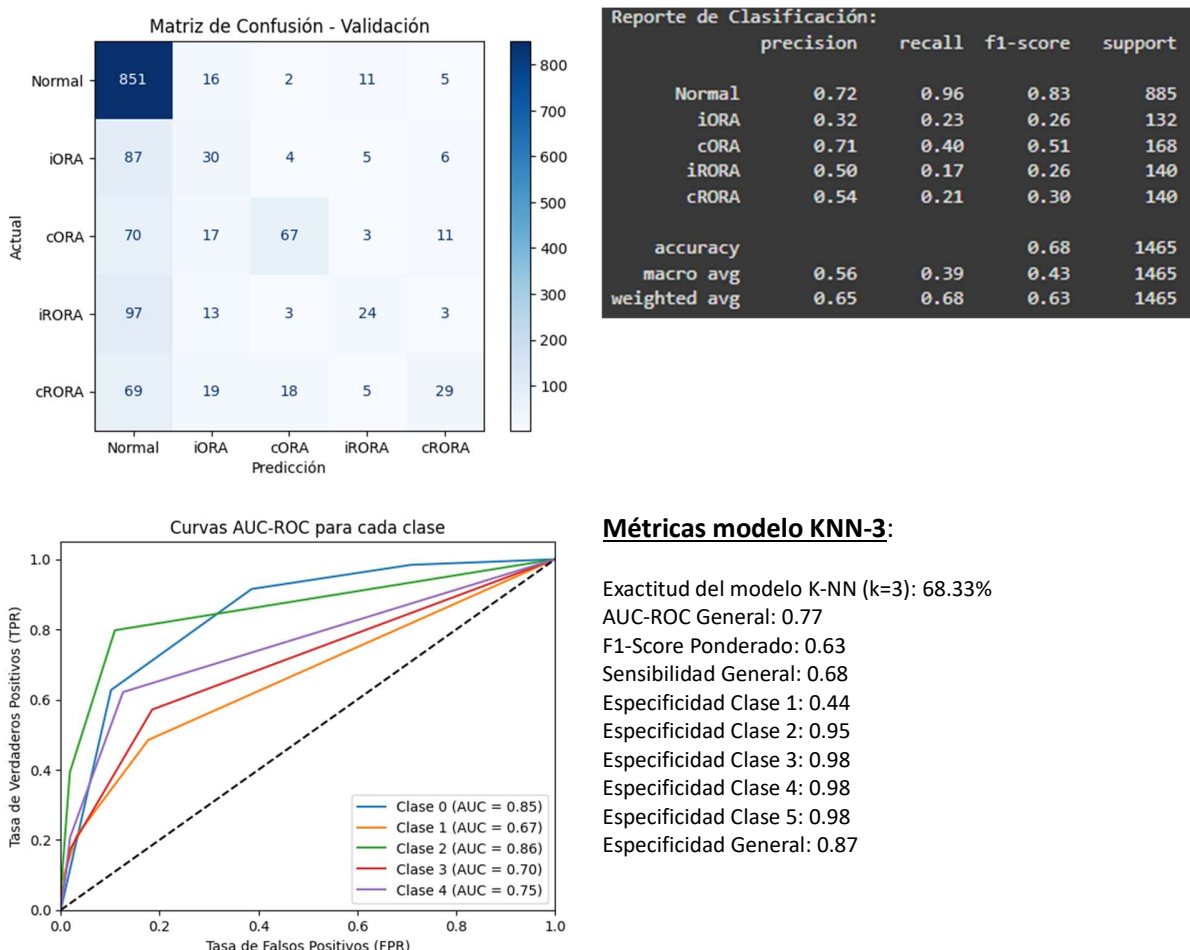 Matriz de Confusión - Validación
Actual
Normal 851 16 2 11 5
iORA 87 30 4 5 6
cORA 70 17 67 3 11
iRORA 97 13 3 24 3
cRORA 69 19 18 5 29
Normal iORA cORA iRORA cRORA
Predicción
800
700
600
500
400
300
200
100
Reporte de Clasificación:
precision recall f1-score support
Normal 0.72 0.96 0.83 885
iORA 0.32 0.23 0.26 132
cORA 0.71 0.40 0.51 168
iRORA 0.50 0.17 0.26 140
cRORA 0.54 0.21 0.30 140
accuracy 0.68 1465
macro avg 0.56 0.39 0.43 1465
weighted avg 0.65 0.68 0.63 1465
Curvas AUC-ROC para cada clase
Tasa de Verdaderos Positivos (TPR)
1.0
0.8
0.6
0.4
0.2
0.0
0.0 0.2 0.4 0.6 0.8 1.0
Tasa de Falsos Positivos (FPR)
Clase 0 (AUC = 0.85)
Clase 1 (AUC = 0.67)
Clase 2 (AUC = 0.86)
Clase 3 (AUC = 0.70)
Clase 4 (AUC = 0.75)
Métricas modelo KNN-3:
Exactitud del modelo K-NN (k=3): 68.33%
AUC-ROC General: 0.77
F1-Score Ponderado: 0.63
Sensibilidad General: 0.68
Especificidad Clase 1: 0.44
Especificidad Clase 2: 0.95
Especificidad Clase 3: 0.98
Especificidad Clase 4: 0.98
Especificidad Clase 5: 0.98
Especificidad General: 0.87